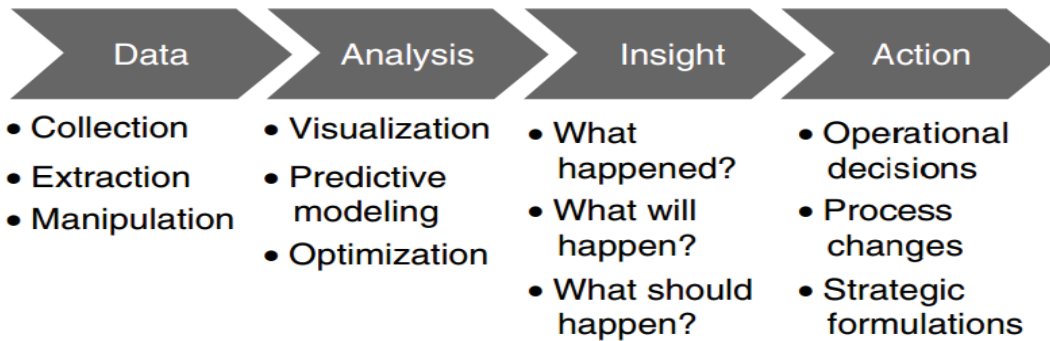 Data
Analysis
Insight
Action
• Collection
• Extraction
• Manipulation
• Visualization
• Predictive
modeling
• Optimization
• What
happened?
• What will
happen?
• What should
happen?
• Operational
decisions
• Process
changes
• Strategic
formulations